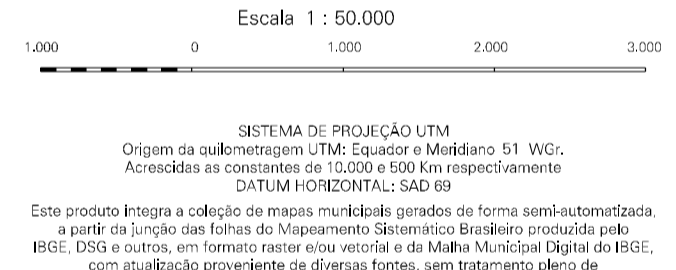 Escala 1 : 50.000
1.000 0 1.000 2.000 3.000
SISTEMA DE PROJEÇÃO UTM
Origem da quilometragem UTM: Equador e Meridiano 51 WGr.
Acrescidas as constantes de 10.000 e 500 Km respectivamente
DATUM HORIZONTAL: SAD 69
Este produto integra a coleção de mapas municipais gerados de forma semi-automatizada,
a partir da junção das folhas do Mapeamento Sistemático Brasileiro produzida pelo
IBGE, DSG e outros, em formato raster e/ou vetorial e da Malha Municipal Digital do IBGE,
com atualização proveniente de diversas fontes, sem tratamento pleno de